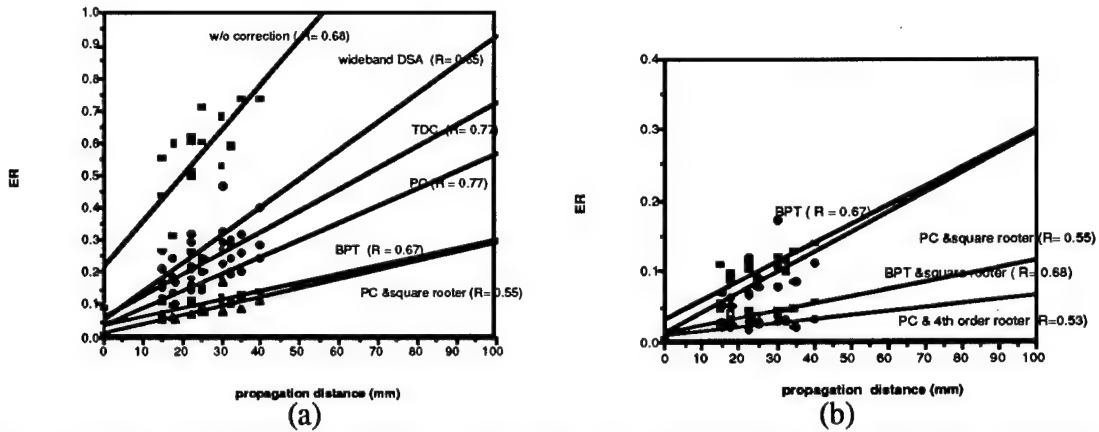 1.0
0.9
0.8
0.7
0.6
0.5
0.4
0.3
0.2
0.1
0.0
ER
w/o correction (R= 0.68)
wideband DSA (R= 0.65)
TDC (R= 0.77)
PC (R= 0.77)
BPT (R= 0.67)
PC &square rooter (R=0.55)
0 10 20 30 40 50 60 70 80 90 100
propagation distance (mm)
(a)
0.4
0.3
0.2
0.1
0.0
ER
BPT ( R= 0.67)
PC &square rooter (R= 0.55)
BPT &square rooter ( R= 0.68)
PC & 4th order rooter (R=0.53)
0 10 20 30 40 50 60 70 80 90 100
propagation distance (mm)
(b)